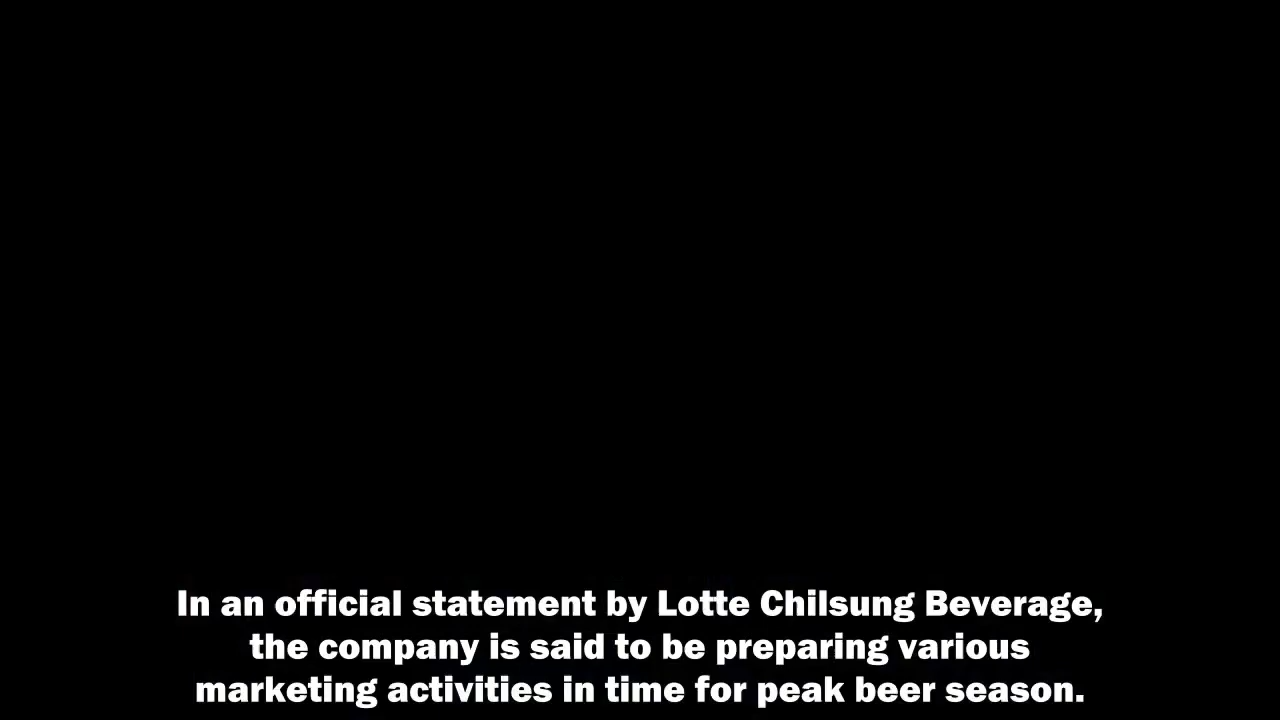 In an official statement by Lotte Chilsung Beverage,
the company is said to be preparing various
marketing activities in time for peak beer season.